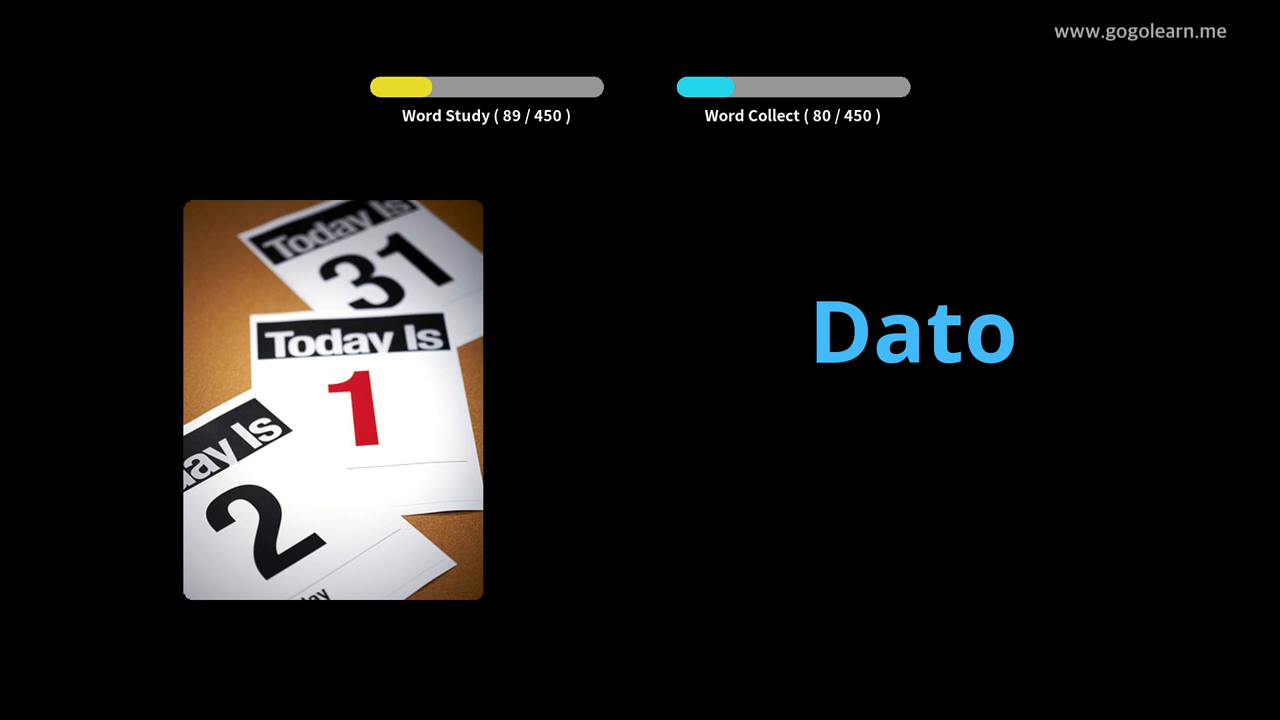 www.gogolearn.me
Word Study ( 89 / 450 )
Word Collect ( 80 / 450 )
Today Is
31
Today Is
1
ay Is
2
ay
Dato